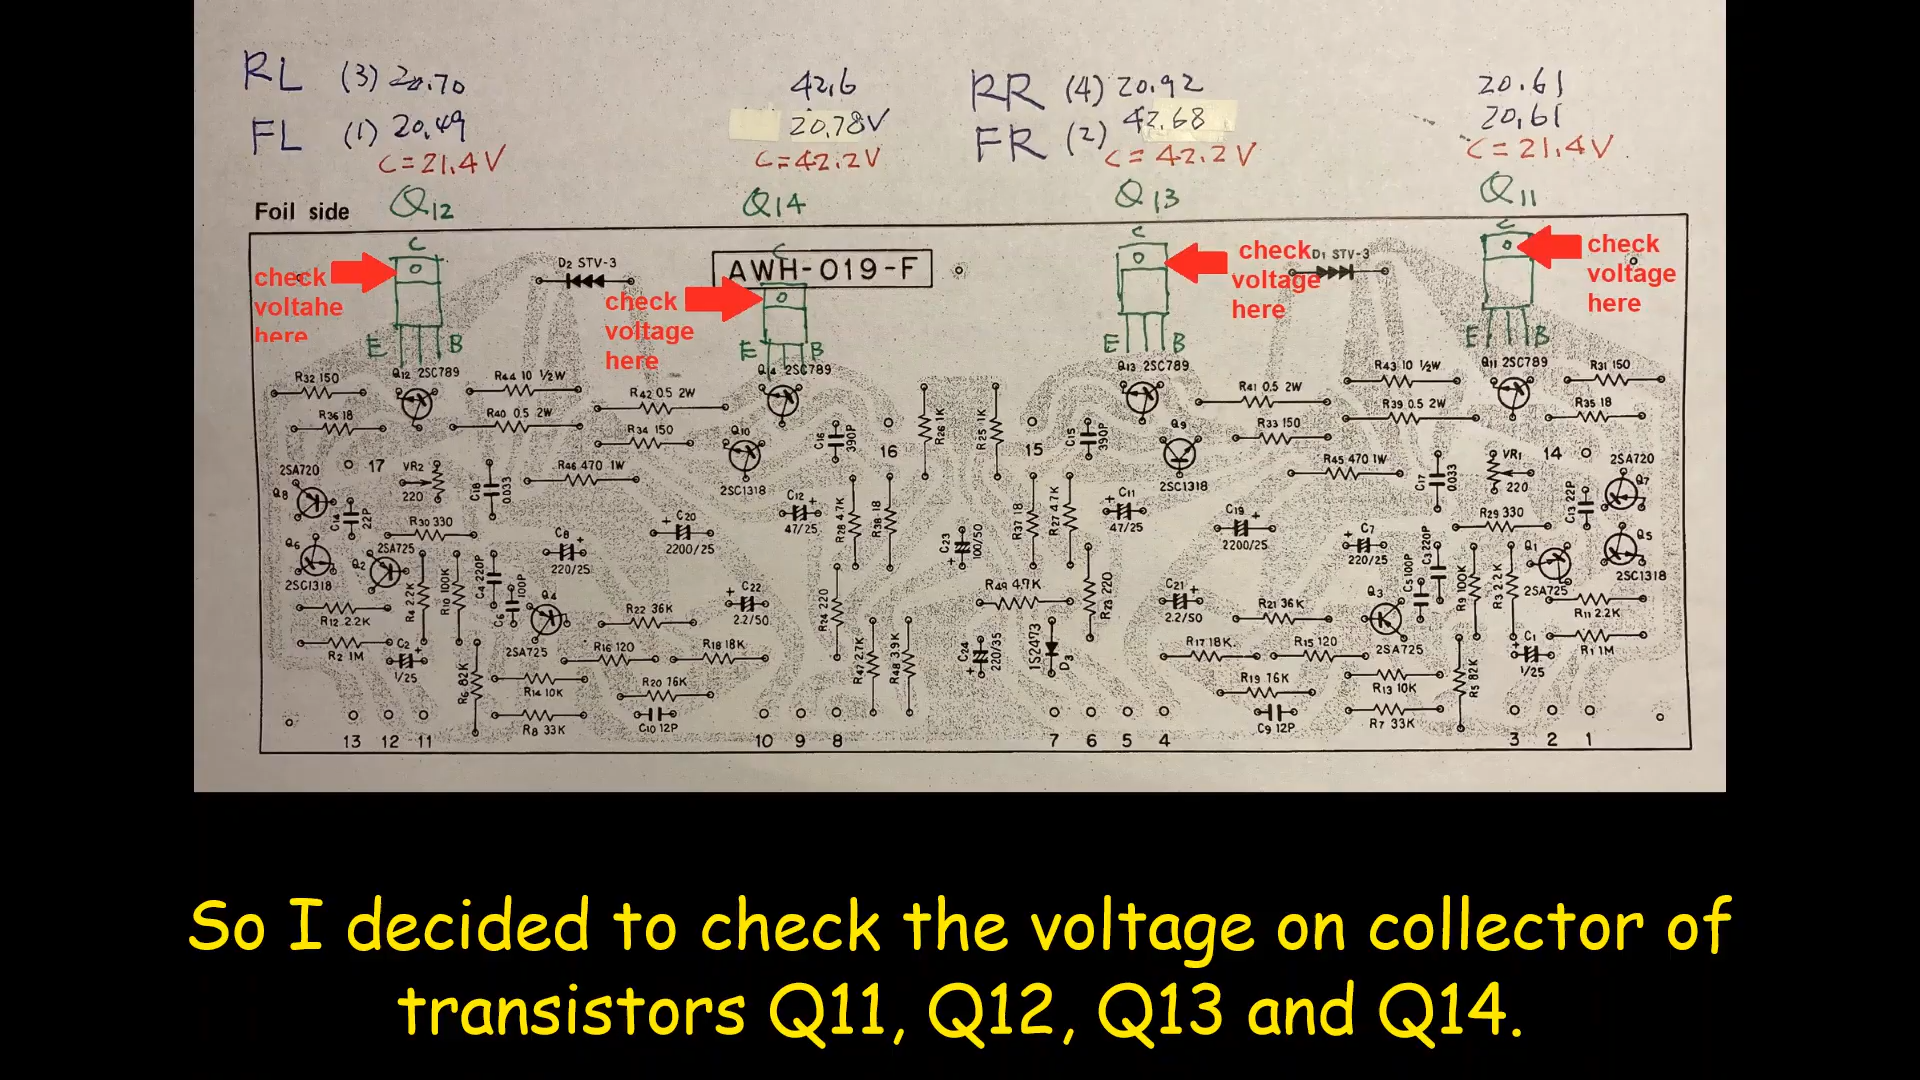 RL (3) 20.70 42.6 RR (4) 20.92 20.61
FL (1) 20.49 20.78V FR (2) 42.68 20.61
C=21.4V C=42.2V C=42.2V C=21.4V
Foil side Q12 Q14 Q13 Q11
C C C C
AWH-019-F
D2 STV-3 D1 STV-3
check
voltahe
here
check
voltage
here
check
voltage
here
check
voltage
here
E B E B E B E B
Q12 2SC789 Q14 2SC789 Q13 2SC789 Q11 2SC789
R32 150 R44 10 ½W R42 0.5 2W R41 0.5 2W R43 10 ½W R31 150
R36 18 R40 0.5 2W R34 150 Q10 C16 390P R26 1K R25 1K C15 390P Q9 R33 150 R39 0.5 2W R35 18
2SA720 17 VR2 R46 470 1W 16 15 R45 470 1W VR1 14 2SA720
Q8 220 C18 0.033 2SC1318 2SC1318 C17 0.033 220 Q7
C14 22P R30 330 C20 C12 R28 4.7K R38 18 R37 18 R27 4.7K C11 C19 R29 330 C13 22P
C8 2200/25 47/25 C23 100/50 47/25 2200/25 C7
Q6 2SA725 220/25 220/25 Q1 Q5
2SC1318 Q2 C4 220P R49 4.7K C3 220P 2SA725 2SC1318
R4 2.2K R10 100K C6 100P Q4 C22 R24 220 R23 220 C21 Q3 C5 100P R9 100K R3 2.2K
R12 2.2K R22 36K 2.2/50 2.2/50 R21 36K R11 2.2K
R2 1M C2 2SA725 R16 120 R18 18K R47 2.7K R48 3.9K C24 220/35 1S2473 D3 R17 18K R15 120 2SA725 C1 R1 1M
1/25 R6 82K R14 10K R20 76K R19 76K R13 10K R5 82K 1/25
R8 33K C10 12P C9 12P R7 33K
13 12 11 10 9 8 7 6 5 4 3 2 1
So I decided to check the voltage on collector of
transistors Q11, Q12, Q13 and Q14.